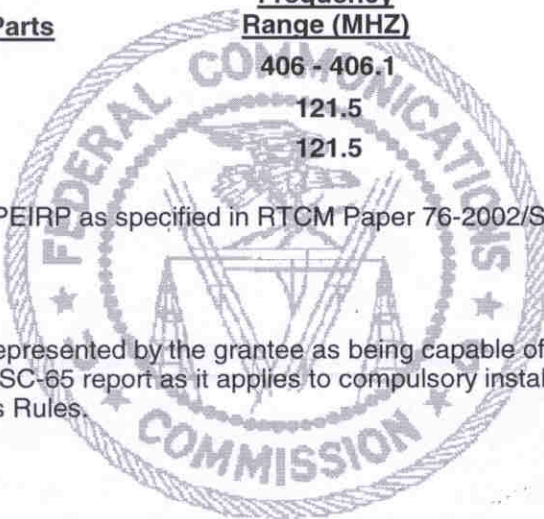 Frequency
Parts Range (MHZ)
406 - 406.1
121.5
121.5
PEIRP as specified in RTCM Paper 76-2002/S
epresented by the grantee as being capable of
SC-65 report as it applies to compulsory instal
s Rules.
FEDERAL COMMUNICATIONS
COMMISSION